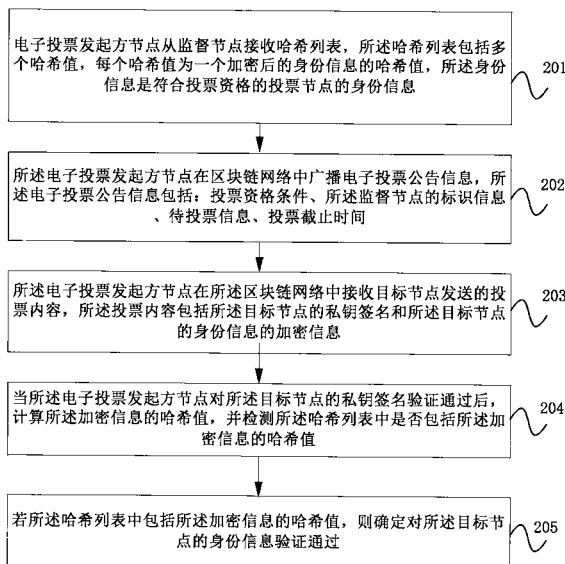 电子投票发起方节点从监督节点接收哈希列表，所述哈希列表包括多
个哈希值，每个哈希值为一个加密后的身份信息的哈希值，所述身份
信息是符合投票资格的投票节点的身份信息
201
所述电子投票发起方节点在区块链网络中广播电子投票公告信息，所
述电子投票公告信息包括：投票资格条件、所述监督节点的标识信息
、待投票信息、投票截止时间
202
所述电子投票发起方节点在所述区块链网络中接收目标节点发送的投
票内容，所述投票内容包括所述目标节点的私钥签名和所述目标节点
的身份信息的加密信息
203
当所述电子投票发起方节点对所述目标节点的私钥签名验证通过后，
计算所述加密信息的哈希值，并检测所述哈希列表中是否包括所述加
密信息的哈希值
204
若所述哈希列表中包括所述加密信息的哈希值，则确定对所述目标节
点的身份信息验证通过
205